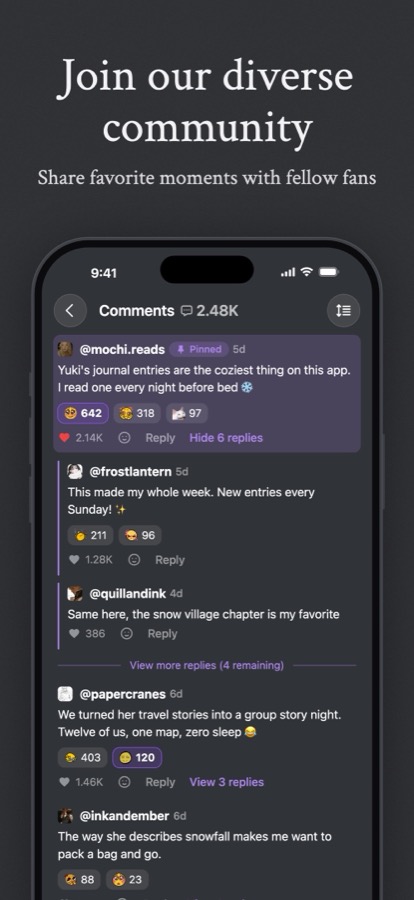 Join our diverse
community
Share favorite moments with fellow fans
9:41
Comments 2.48K
@mochi.reads Pinned 5d
Yuki's journal entries are the coziest thing on this app.
I read one every night before bed ❄️
642 318 97
2.14K Reply Hide 6 replies
@frostlantern 5d
This made my whole week. New entries every
Sunday! ✨
211 96
1.28K Reply
@quillandink 4d
Same here, the snow village chapter is my favorite
386 Reply
View more replies (4 remaining)
@papercranes 6d
We turned her travel stories into a group story night.
Twelve of us, one map, zero sleep 😂
403 120
1.46K Reply View 3 replies
@inkandember 6d
The way she describes snowfall makes me want to
pack a bag and go.
88 23